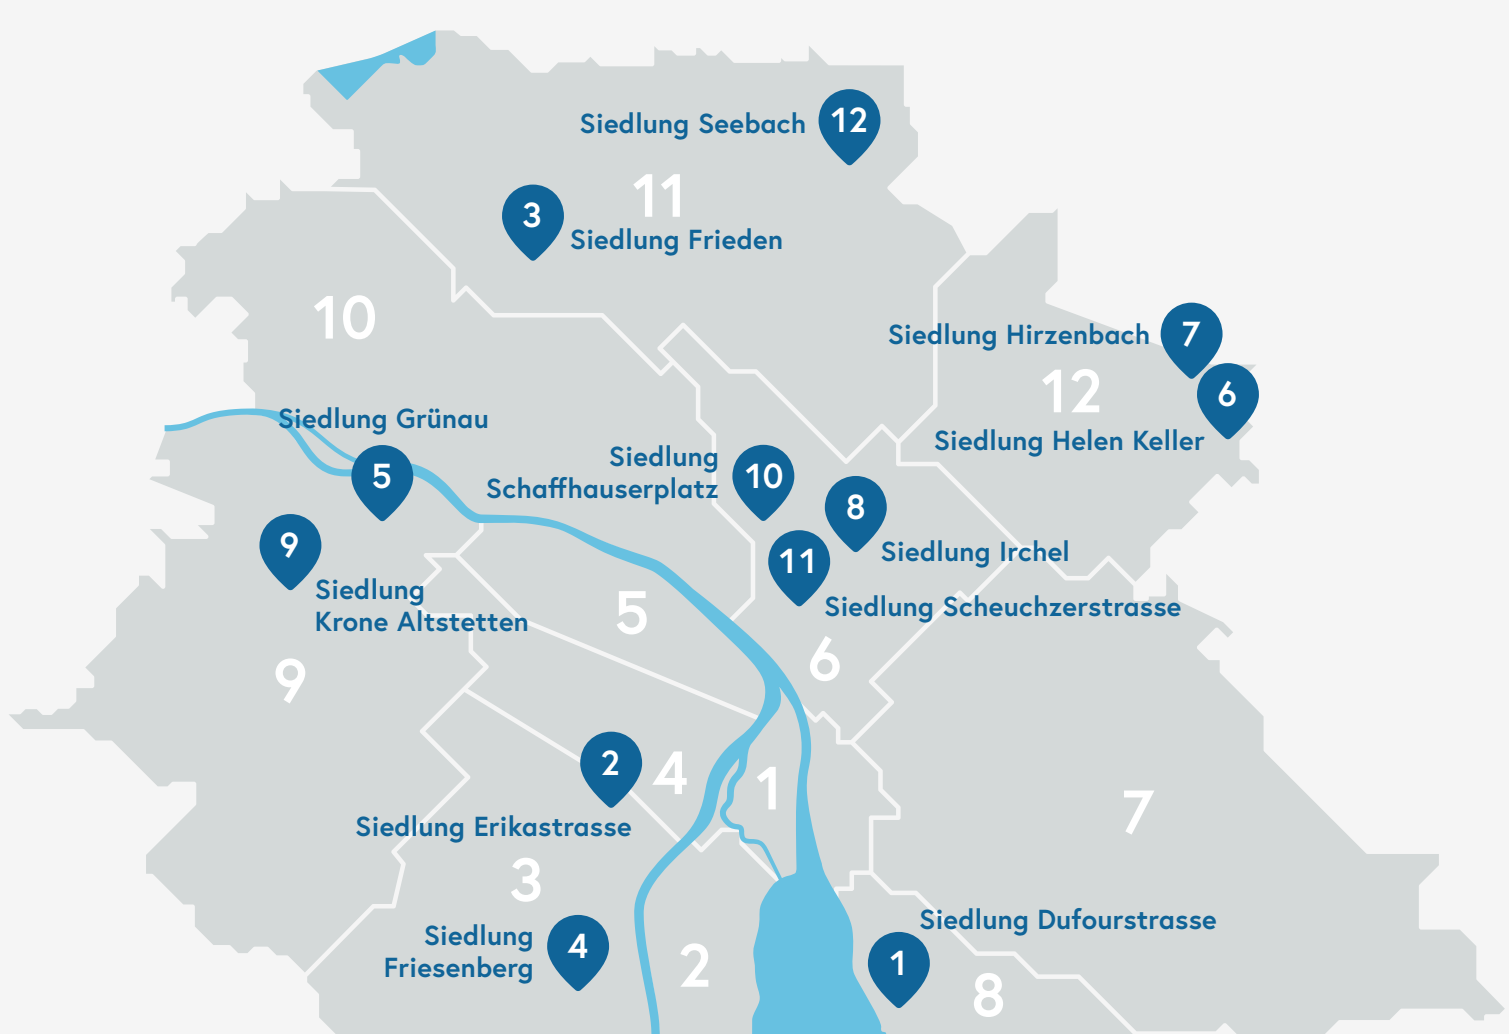 Siedlung Seebach
12
11
3
Siedlung Frieden
10
Siedlung Hirzenbach
7
12
6
Siedlung Helen Keller
Siedlung Grünau
5
Siedlung
Schaffhauserplatz
10
8
Siedlung Irchel
9
Siedlung
Krone Altstetten
11
Siedlung Scheuchzerstrasse
5
6
9
2
4
1
7
Siedlung Erikastrasse
3
Siedlung
Friesenberg
4
2
Siedlung Dufourstrasse
1
8